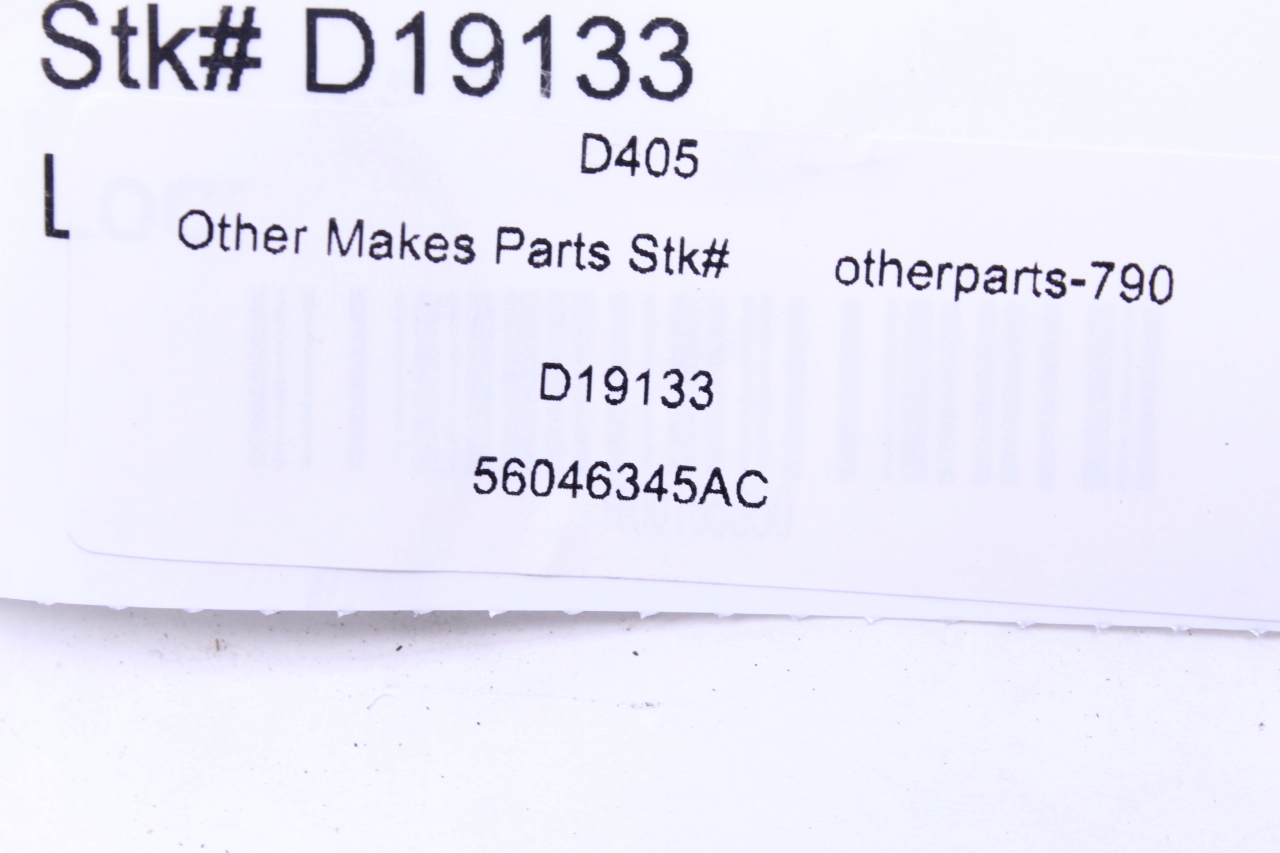 Stk# D19133
D405
L
Other Makes Parts Stk# otherparts-790
D19133
56046345AC